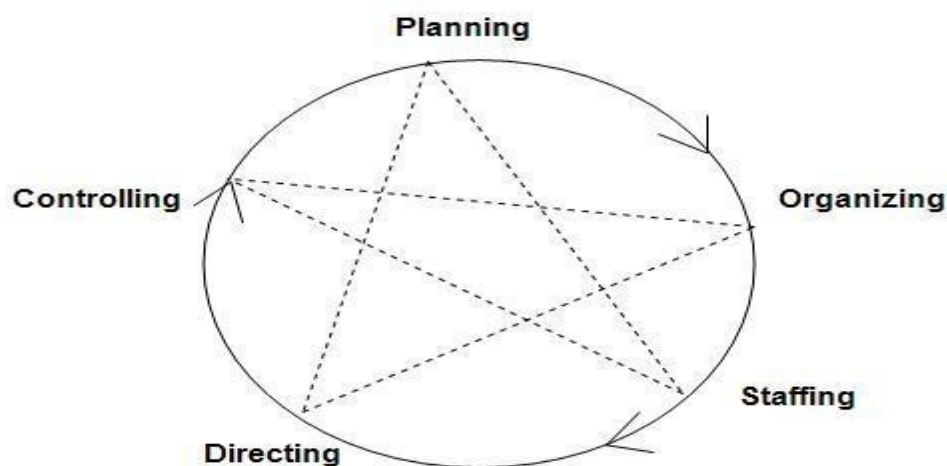 Planning
Controlling
Organizing
Staffing
Directing